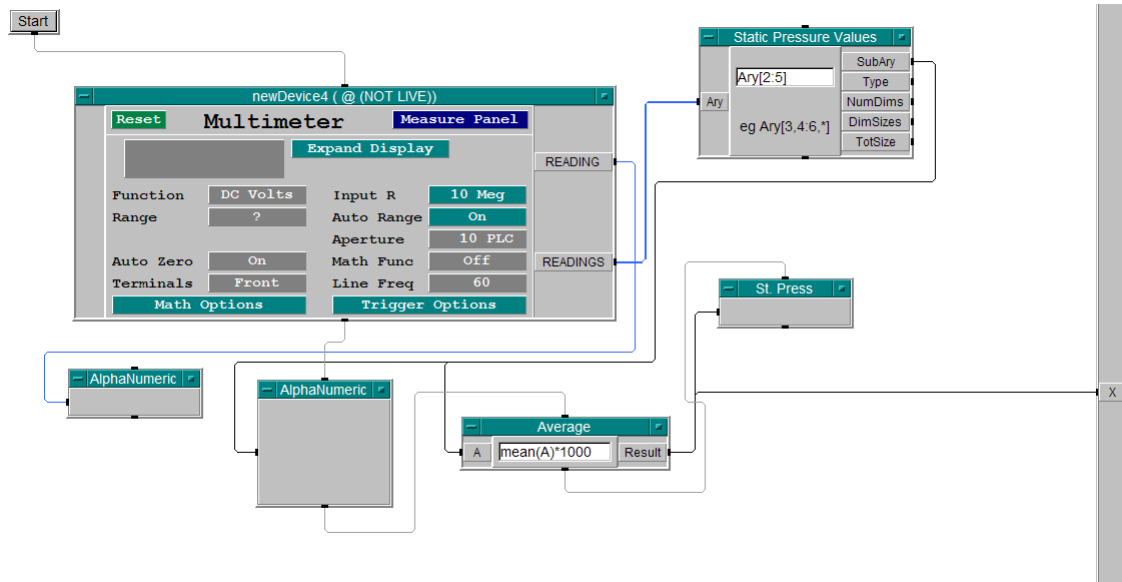 Start
newDevice4 ( @ (NOT LIVE))
Reset Multimeter Measure Panel
Expand Display
READING
Function DC Volts Input R 10 Meg
Range ? Auto Range On
Aperture 10 PLC
Auto Zero On Math Func Off READINGS
Terminals Front Line Freq 60
Math Options Trigger Options
Static Pressure Values
SubAry
Ary[2:5] Type
Ary NumDims
eg Ary[3,4:6,*] DimSizes
TotSize
St. Press
AlphaNumeric
AlphaNumeric
Average
A mean(A)*1000 Result
X